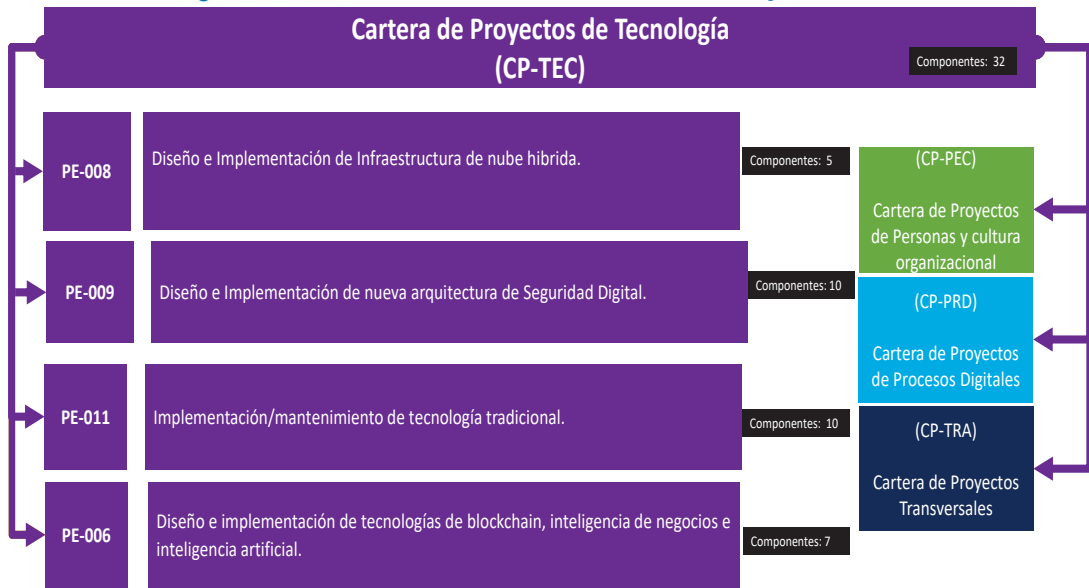 Cartera de Proyectos de Tecnología
(CP-TEC)
Componentes: 32
PE-008
Diseño e Implementación de Infraestructura de nube hibrida.
Componentes: 5
PE-009
Diseño e Implementación de nueva arquitectura de Seguridad Digital.
Componentes: 10
PE-011
Implementación/mantenimiento de tecnología tradicional.
Componentes: 10
PE-006
Diseño e implementación de tecnologías de blockchain, inteligencia de negocios e
inteligencia artificial.
Componentes: 7
(CP-PEC)
Cartera de Proyectos
de Personas y cultura
organizacional
(CP-PRD)
Cartera de Proyectos
de Procesos Digitales
(CP-TRA)
Cartera de Proyectos
Transversales